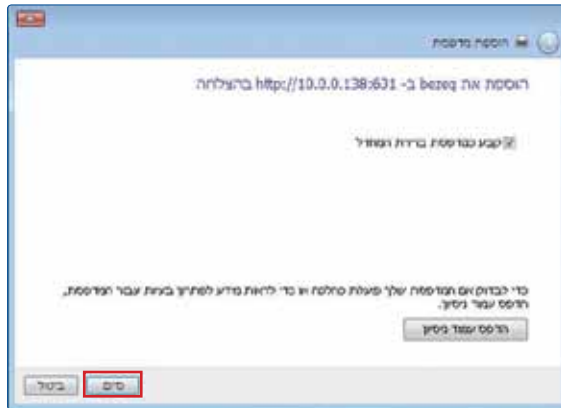 הוספת מדפסת
הוספת את bezeq ב- http://10.0.0.138:631 בהצלחה
קבע כמדפסת ברירת המחדל
כדי לבדוק אם המדפסת שלך פועלת כהלכה או כדי לראות מידע לפתרון בעיות עבור המדפסת,
הדפס עמוד ניסיון.
הדפס עמוד ניסיון
סיום
ביטול